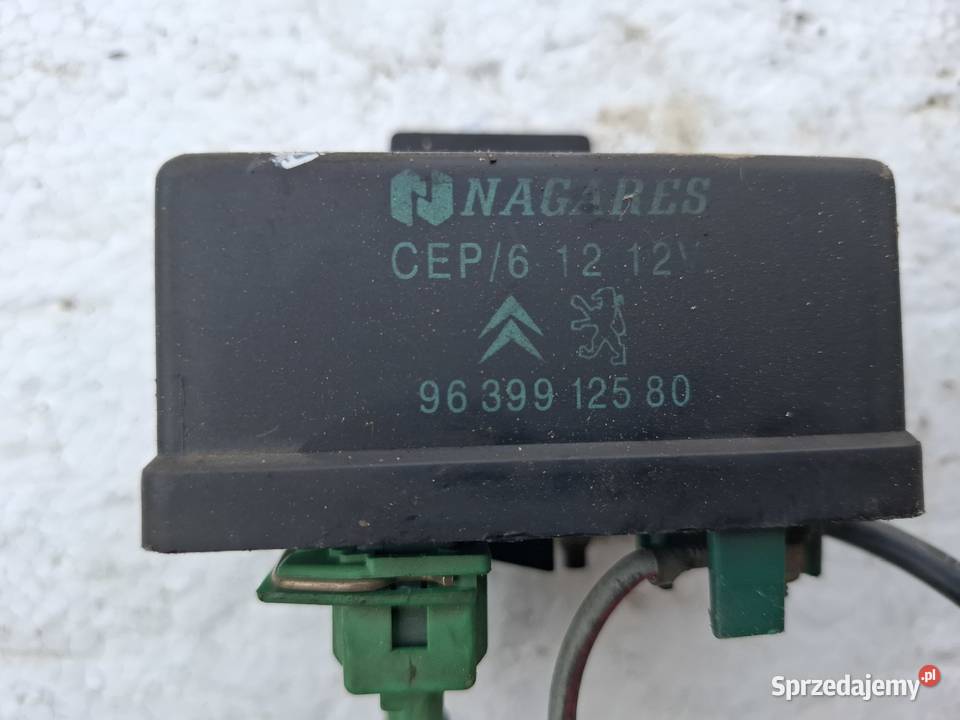 NAGARES
CEP/6 12 12V
96 399 125 80
Sprzedajemy.pl